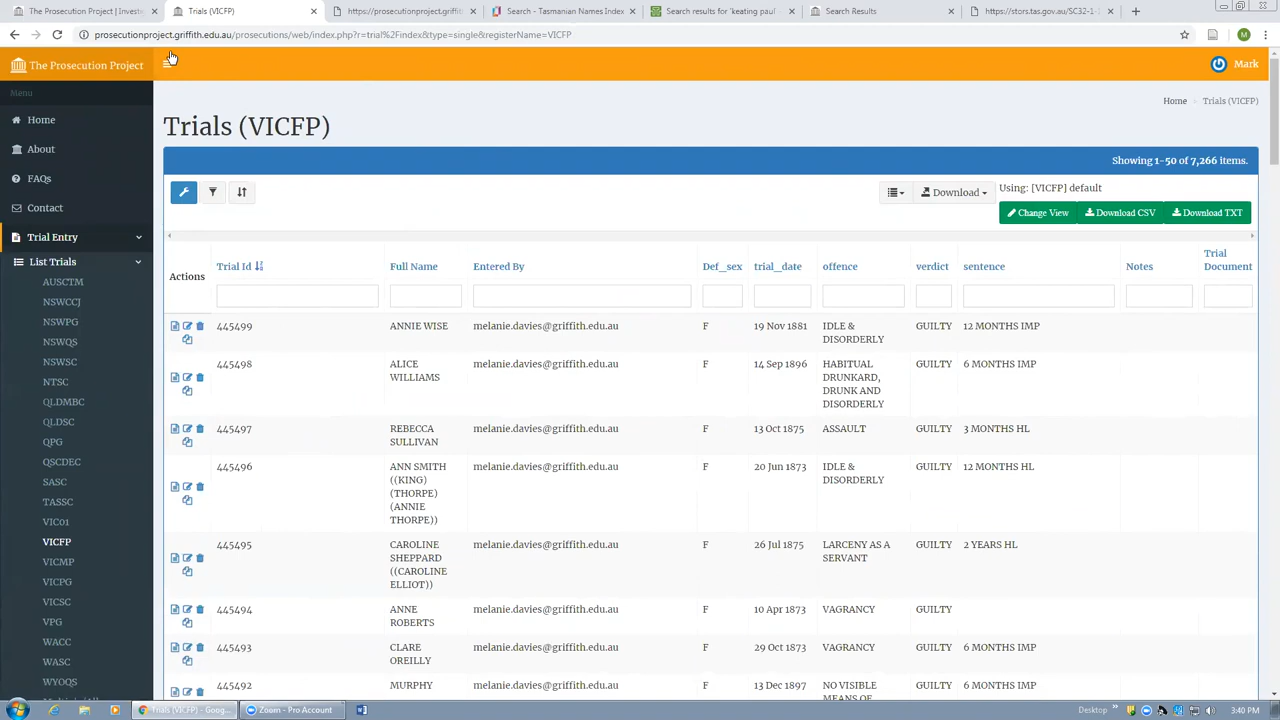 The Prosecution Project | Invest
Trials (VICFP)
https://prosecutionproject.griffith
Search - Tasmanian Names Index
Search results for 'keating paul'
Search Results
https://stors.tas.gov.au/SC32-1-
prosecutionproject.griffith.edu.au/prosecutions/web/index.php?r=trial%2Findex&type=single&registerName=VICFP
M
The Prosecution Project
Mark
Menu
Home
About
FAQs
Contact
Trial Entry
List Trials
AUSCTM
NSWCCJ
NSWPG
NSWQS
NSWSC
NTSC
QLDMBC
QLDSC
QPG
QSCDEC
SASC
TASSC
VIC01
VICFP
VICMP
VICPG
VICSC
VPG
WACC
WASC
WYOQS
Home / Trials (VICFP)
Trials (VICFP)
Showing 1-50 of 7,266 items.
Download
Using: [VICFP] default
Change View
Download CSV
Download TXT
Actions Trial Id Full Name Entered By Def_sex trial_date offence verdict sentence Notes Trial Document
445499 ANNIE WISE melanie.davies@griffith.edu.au F 19 Nov 1881 IDLE & DISORDERLY GUILTY 12 MONTHS IMP
445498 ALICE WILLIAMS melanie.davies@griffith.edu.au F 14 Sep 1896 HABITUAL DRUNKARD, DRUNK AND DISORDERLY GUILTY 6 MONTHS IMP
445497 REBECCA SULLIVAN melanie.davies@griffith.edu.au F 13 Oct 1875 ASSAULT GUILTY 3 MONTHS HL
445496 ANN SMITH ((KING) (THORPE) (ANNIE THORPE)) melanie.davies@griffith.edu.au F 20 Jun 1873 IDLE & DISORDERLY GUILTY 12 MONTHS HL
445495 CAROLINE SHEPPARD ((CAROLINE ELLIOT)) melanie.davies@griffith.edu.au F 26 Jul 1875 LARCENY AS A SERVANT GUILTY 2 YEARS HL
445494 ANNE ROBERTS melanie.davies@griffith.edu.au F 10 Apr 1873 VAGRANCY GUILTY
445493 CLARE OREILLY melanie.davies@griffith.edu.au F 29 Oct 1873 VAGRANCY GUILTY 6 MONTHS IMP
445492 MURPHY melanie.davies@griffith.edu.au F 13 Dec 1897 NO VISIBLE MEANS OF GUILTY 6 MONTHS IMP
Trials (VICFP) - Goog...
Zoom - Pro Account
Desktop
3:40 PM